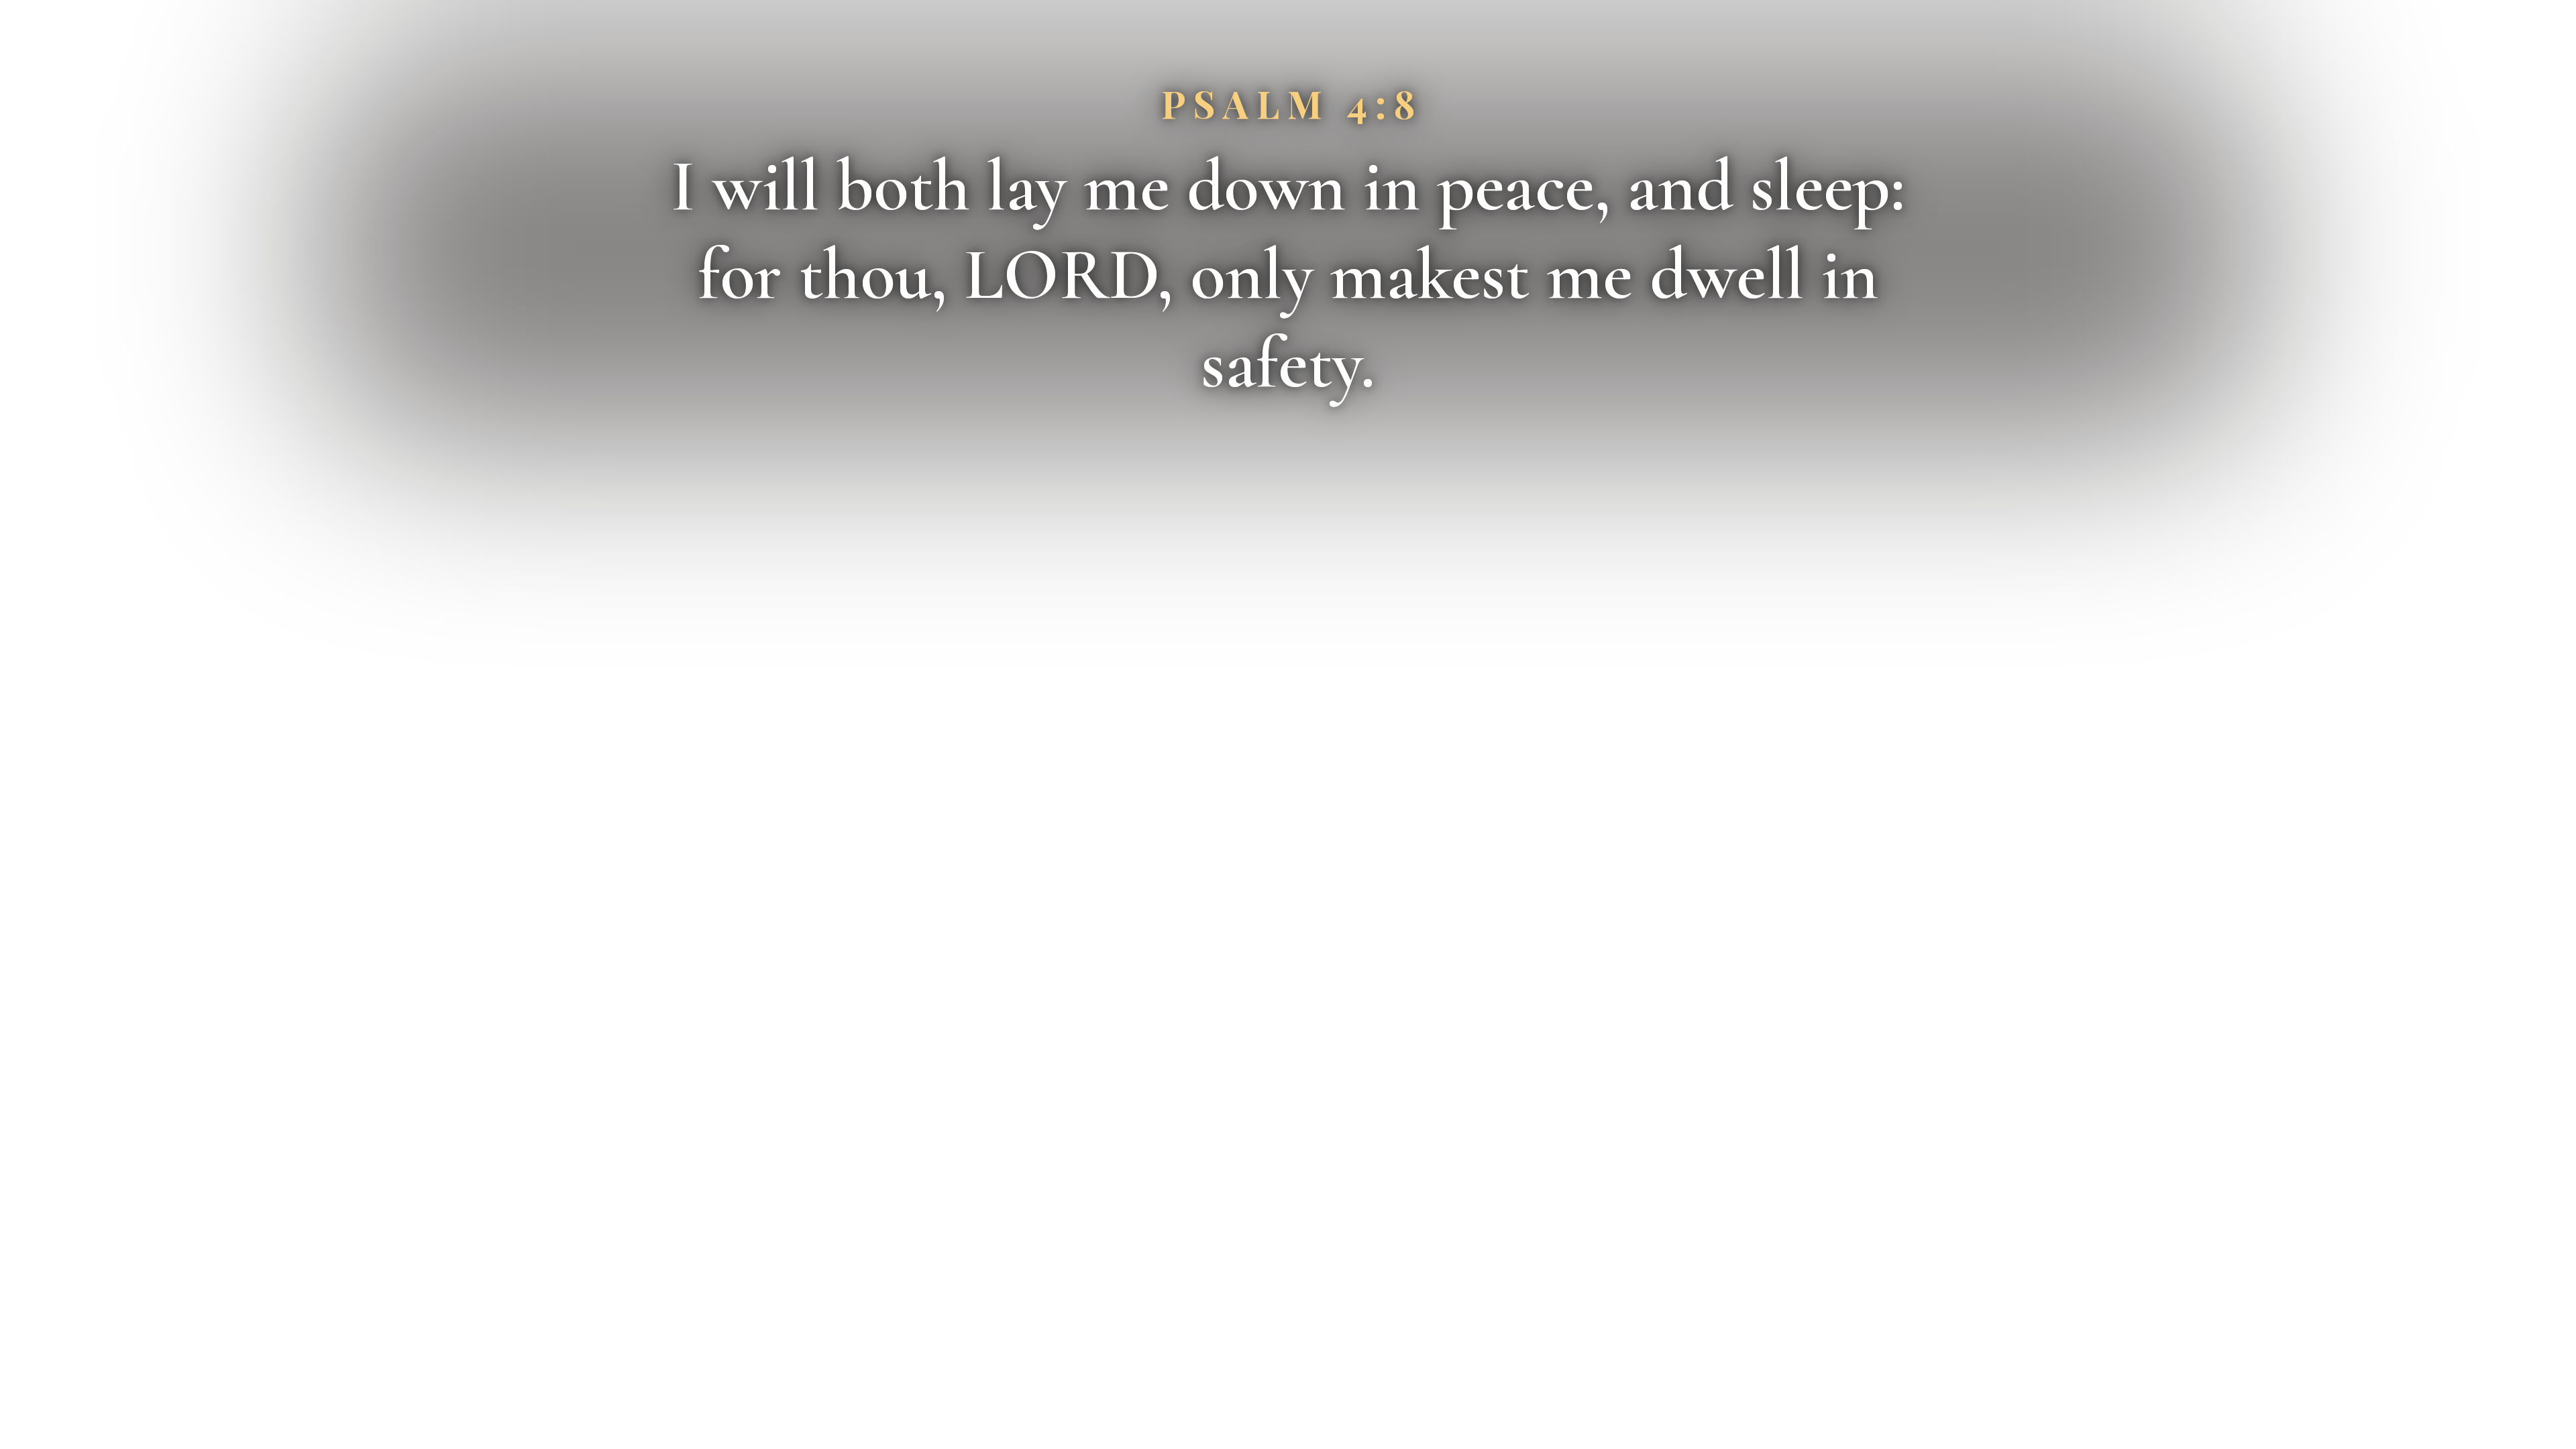 PSALM 4:8
I will both lay me down in peace, and sleep:
for thou, LORD, only makest me dwell in
safety.